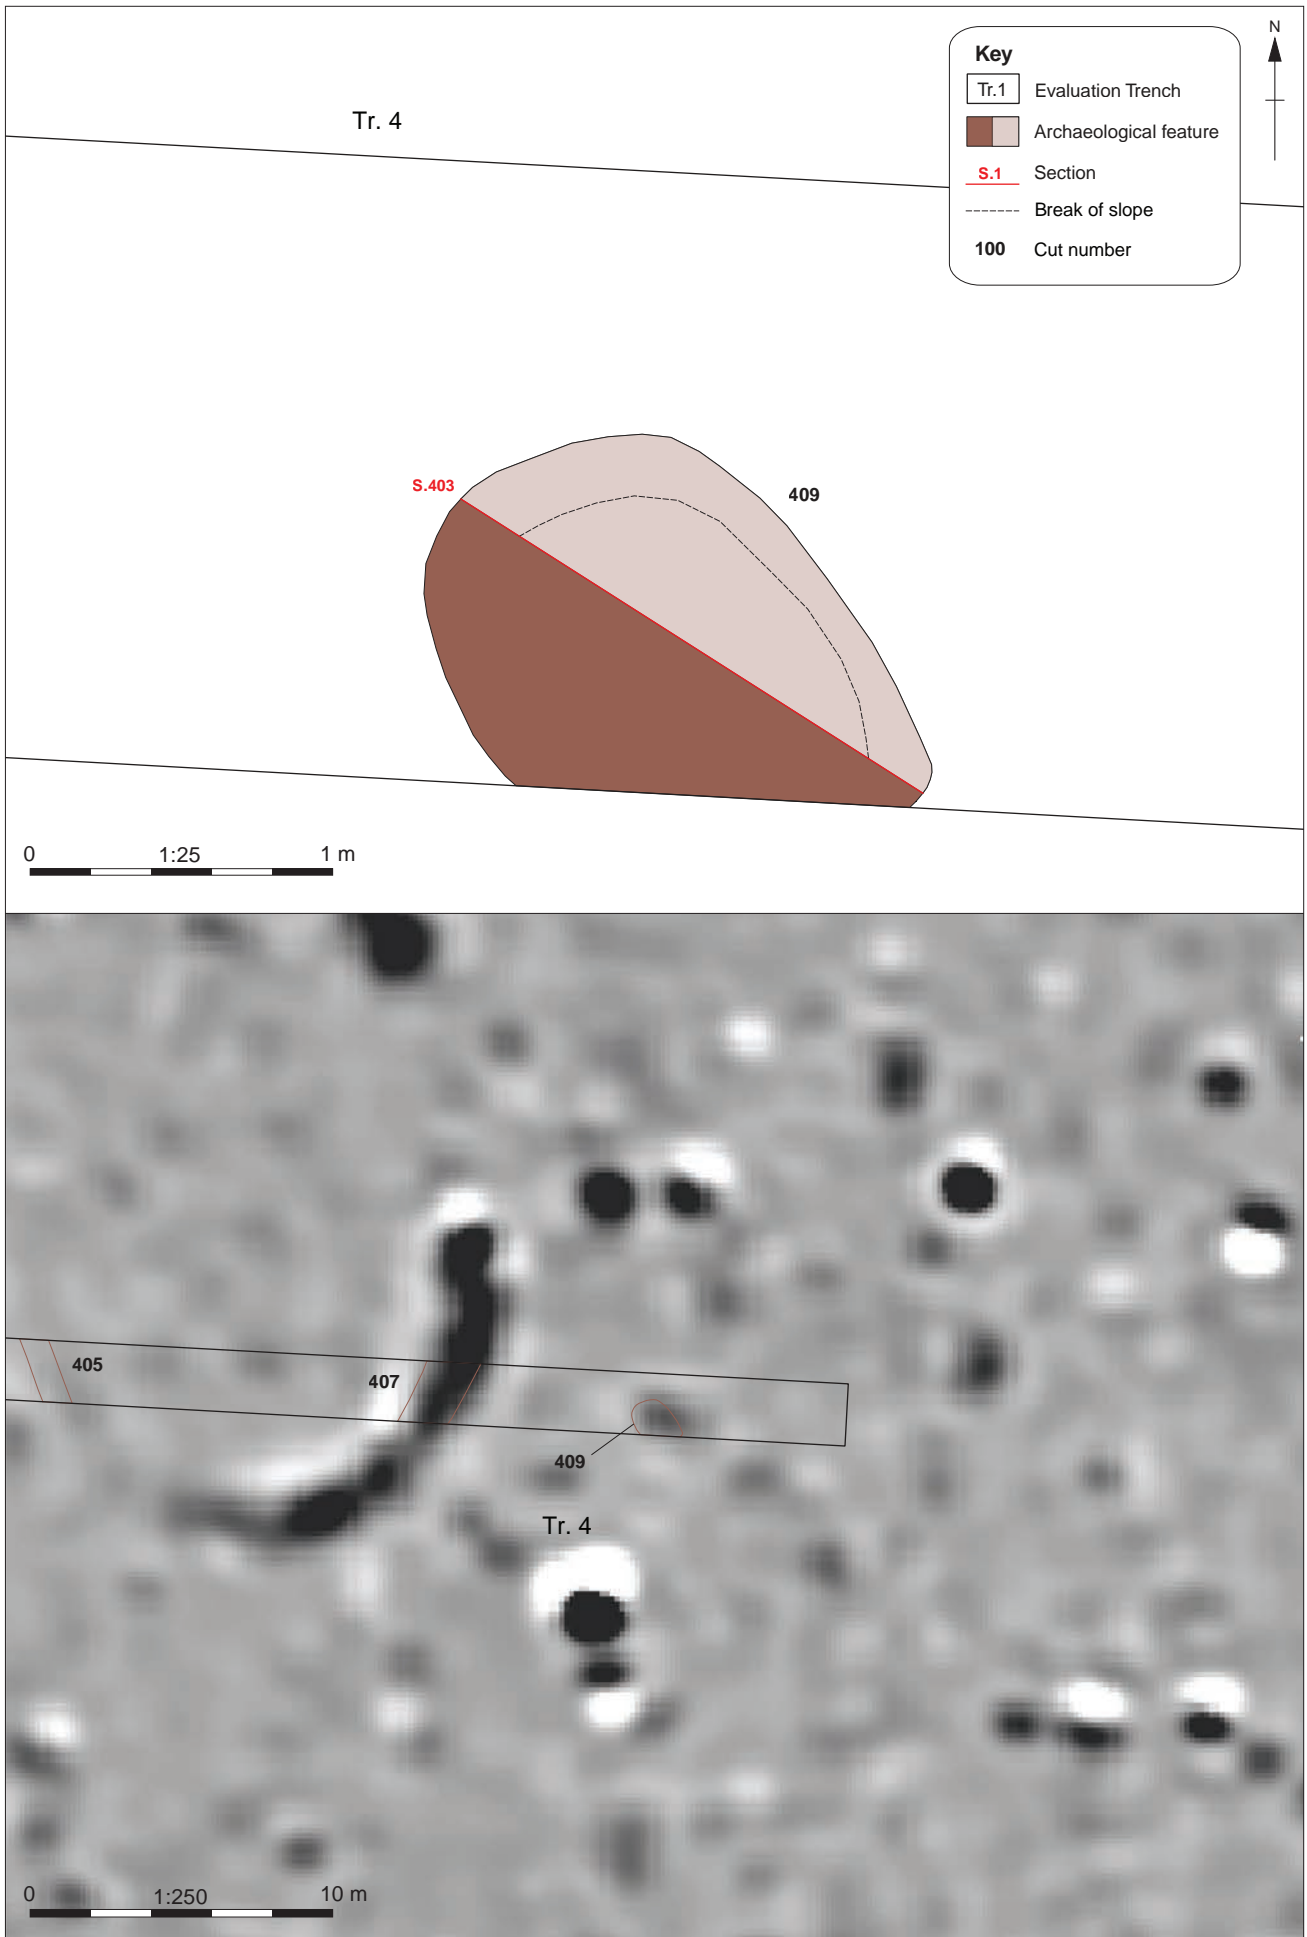 N
Key
Tr.1 Evaluation Trench
Archaeological feature
S.1 Section
Break of slope
100 Cut number
Tr. 4
S.403
409
0 1:25 1 m
405
407
409
Tr. 4
0 1:250 10 m